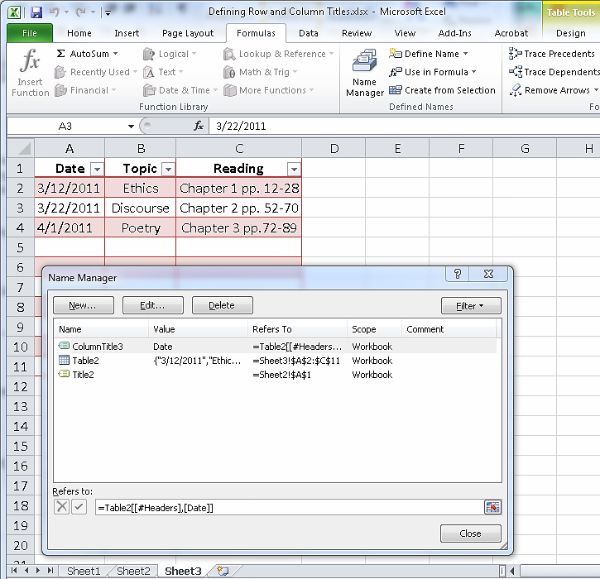 Defining Row and Column Titles.xlsx - Microsoft Excel
Table Tools
File Home Insert Page Layout Formulas Data Review View Add-Ins Acrobat Design
fx Insert Function
Σ AutoSum
Recently Used
Financial
Logical
Text
Date & Time
Lookup & Reference
Math & Trig
More Functions
Function Library
Name Manager
Define Name
Use in Formula
Create from Selection
Defined Names
Trace Precedents
Trace Dependents
Remove Arrows
Fo
A3 fx 3/22/2011
A B C D E F G H
1 Date Topic Reading
2 3/12/2011 Ethics Chapter 1 pp. 12-28
3 3/22/2011 Discourse Chapter 2 pp. 52-70
4 4/1/2011 Poetry Chapter 3 pp.72-89
5
6
7
8
9
10
11
12
13
14
15
16
17
18
19
20
Name Manager
New... Edit... Delete Filter
Name Value Refers To Scope Comment
ColumnTitle3 Date =Table2[[#Headers... Workbook
Table2 {"3/12/2011","Ethic... =Sheet3!$A$2:$C$11 Workbook
Title2 =Sheet2!$A$1 Workbook
Refers to:
=Table2[[#Headers],[Date]]
Close
Sheet1 Sheet2 Sheet3